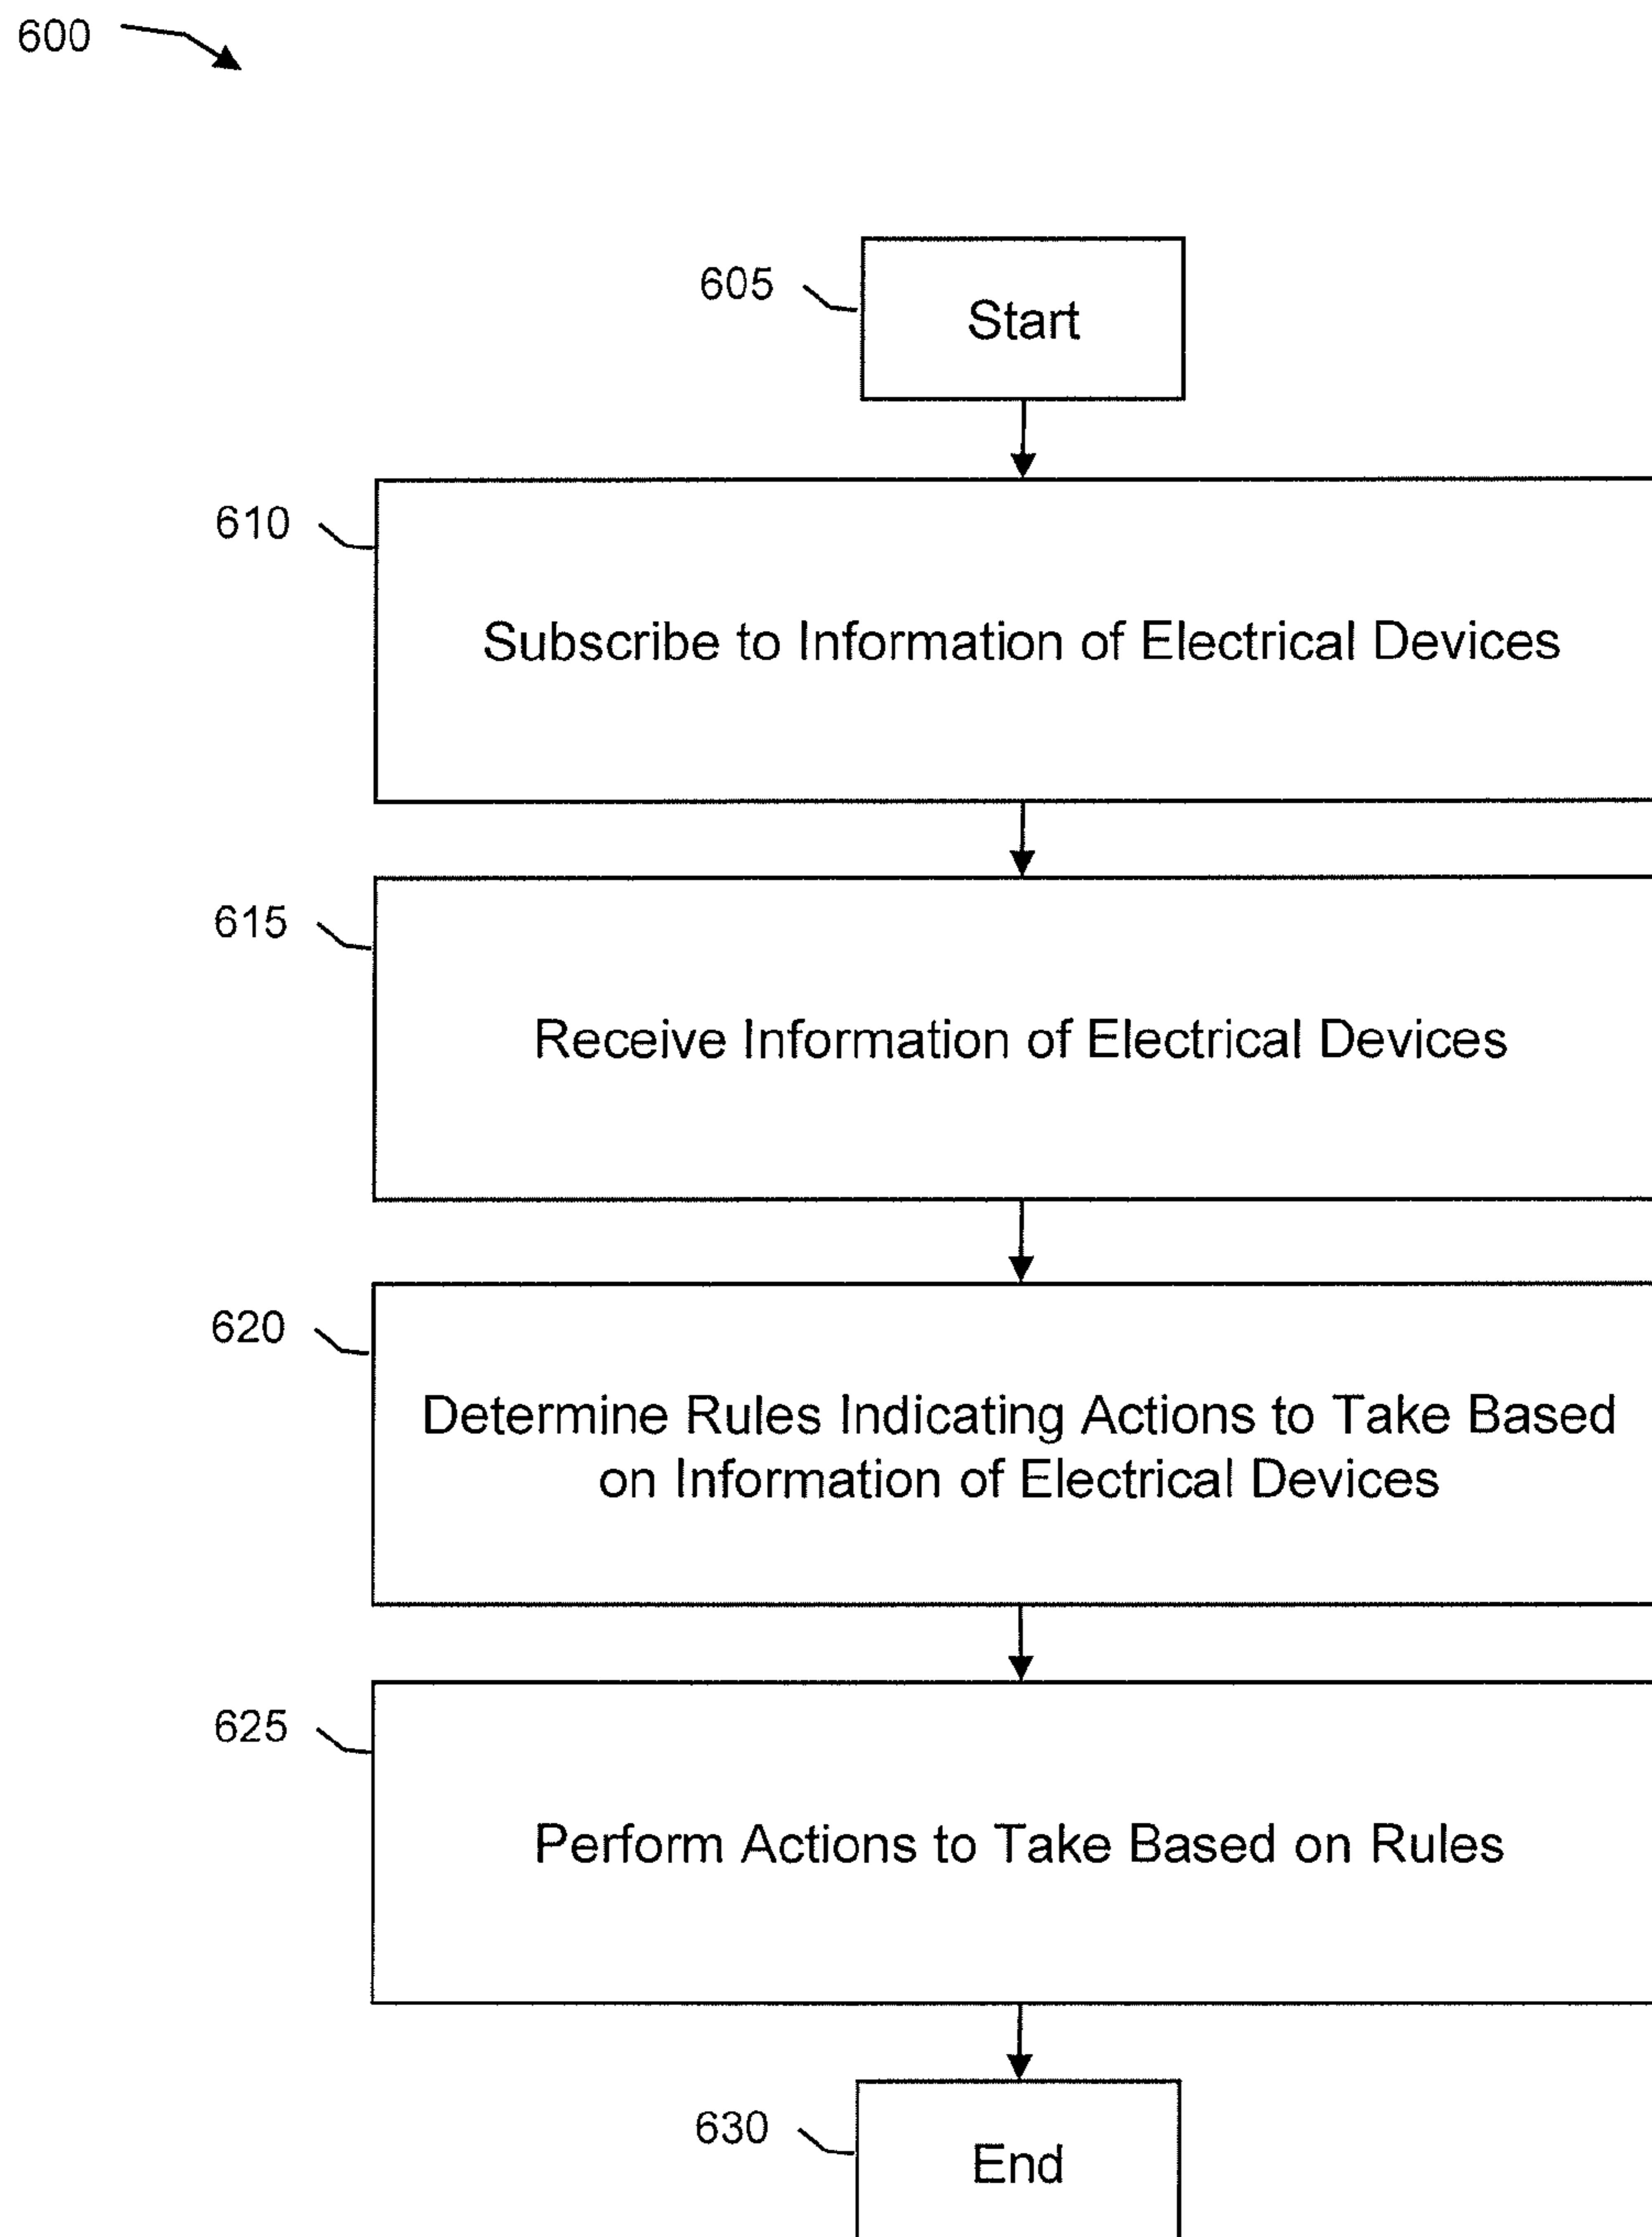 600
605
Start
610
Subscribe to Information of Electrical Devices
615
Receive Information of Electrical Devices
620
Determine Rules Indicating Actions to Take Based
on Information of Electrical Devices
625
Perform Actions to Take Based on Rules
630
End